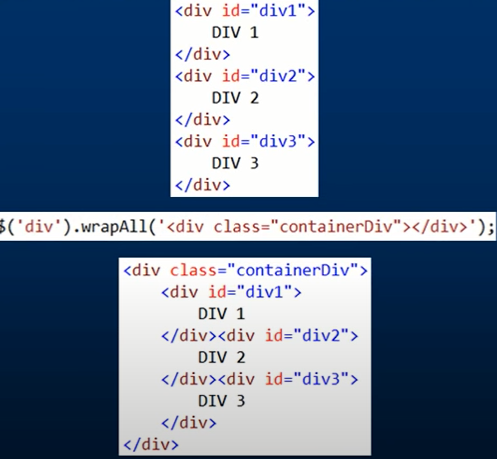 <div id="div1">
DIV 1
</div>
<div id="div2">
DIV 2
</div>
<div id="div3">
DIV 3
</div>
$('div').wrapAll('<div class="containerDiv"></div>');
<div class="containerDiv">
<div id="div1">
DIV 1
</div><div id="div2">
DIV 2
</div><div id="div3">
DIV 3
</div>
</div>